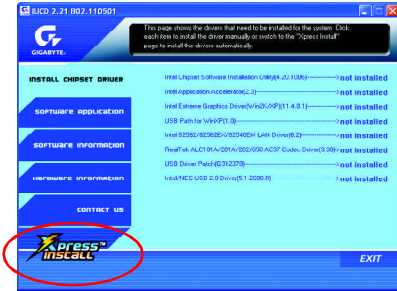 IUCD 2.21 B02.110501
This page shows the drivers that need to be installed for the system. Click
each item to install the driver manually or switch to the "Xpress Install"
page to install the drivers automatically.
G
GIGABYTE
INSTALL CHIPSET DRIVER
SOFTWARE APPLICATION
SOFTWARE INFORMATION
HARDWARE INFORMATION
CONTACT US
Xpress™
INSTALL
Intel Chipset Software Installation Utility(4.20.1006)-------------->not installed
Intel Application Accelerator(2.3)-------------->not installed
Intel Extreme Graphics Driver(Win2K/XP)(11.4.0.1)-------------->not installed
USB Path for WinXP(1.0)-------------->not installed
Intel 82562/82562EX/82540EM LAN Driver(6.2)-------------->not installed
RealTek ALC101A/201A/202/650 AC97 Codec Driver(3.30)->not installed
USB Driver Patch(Q312370)-------------->not installed
Intel/NEC USB 2.0 Driver(5.1.2600.0)-------------->not installed
EXIT